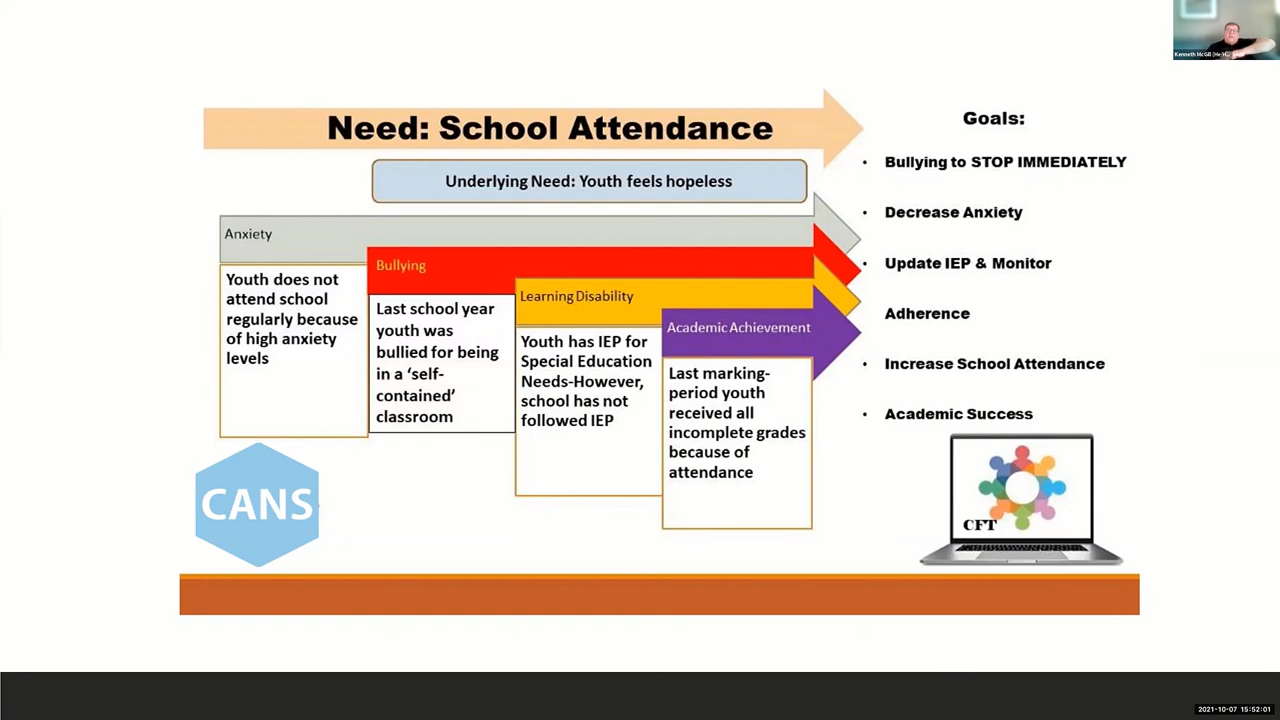 Need: School Attendance
Underlying Need: Youth feels hopeless
Anxiety
Youth does not
attend school
regularly because
of high anxiety
levels
Bullying
Last school year
youth was
bullied for being
in a ‘self-
contained’
classroom
Learning Disability
Youth has IEP for
Special Education
Needs-However,
school has not
followed IEP
Academic Achievement
Last marking-
period youth
received all
incomplete grades
because of
attendance
Goals:
• Bullying to STOP IMMEDIATELY
• Decrease Anxiety
• Update IEP & Monitor
• Adherence
• Increase School Attendance
• Academic Success
CANS
CFT
Kenneth McGill
2021-10-07 15:52:01